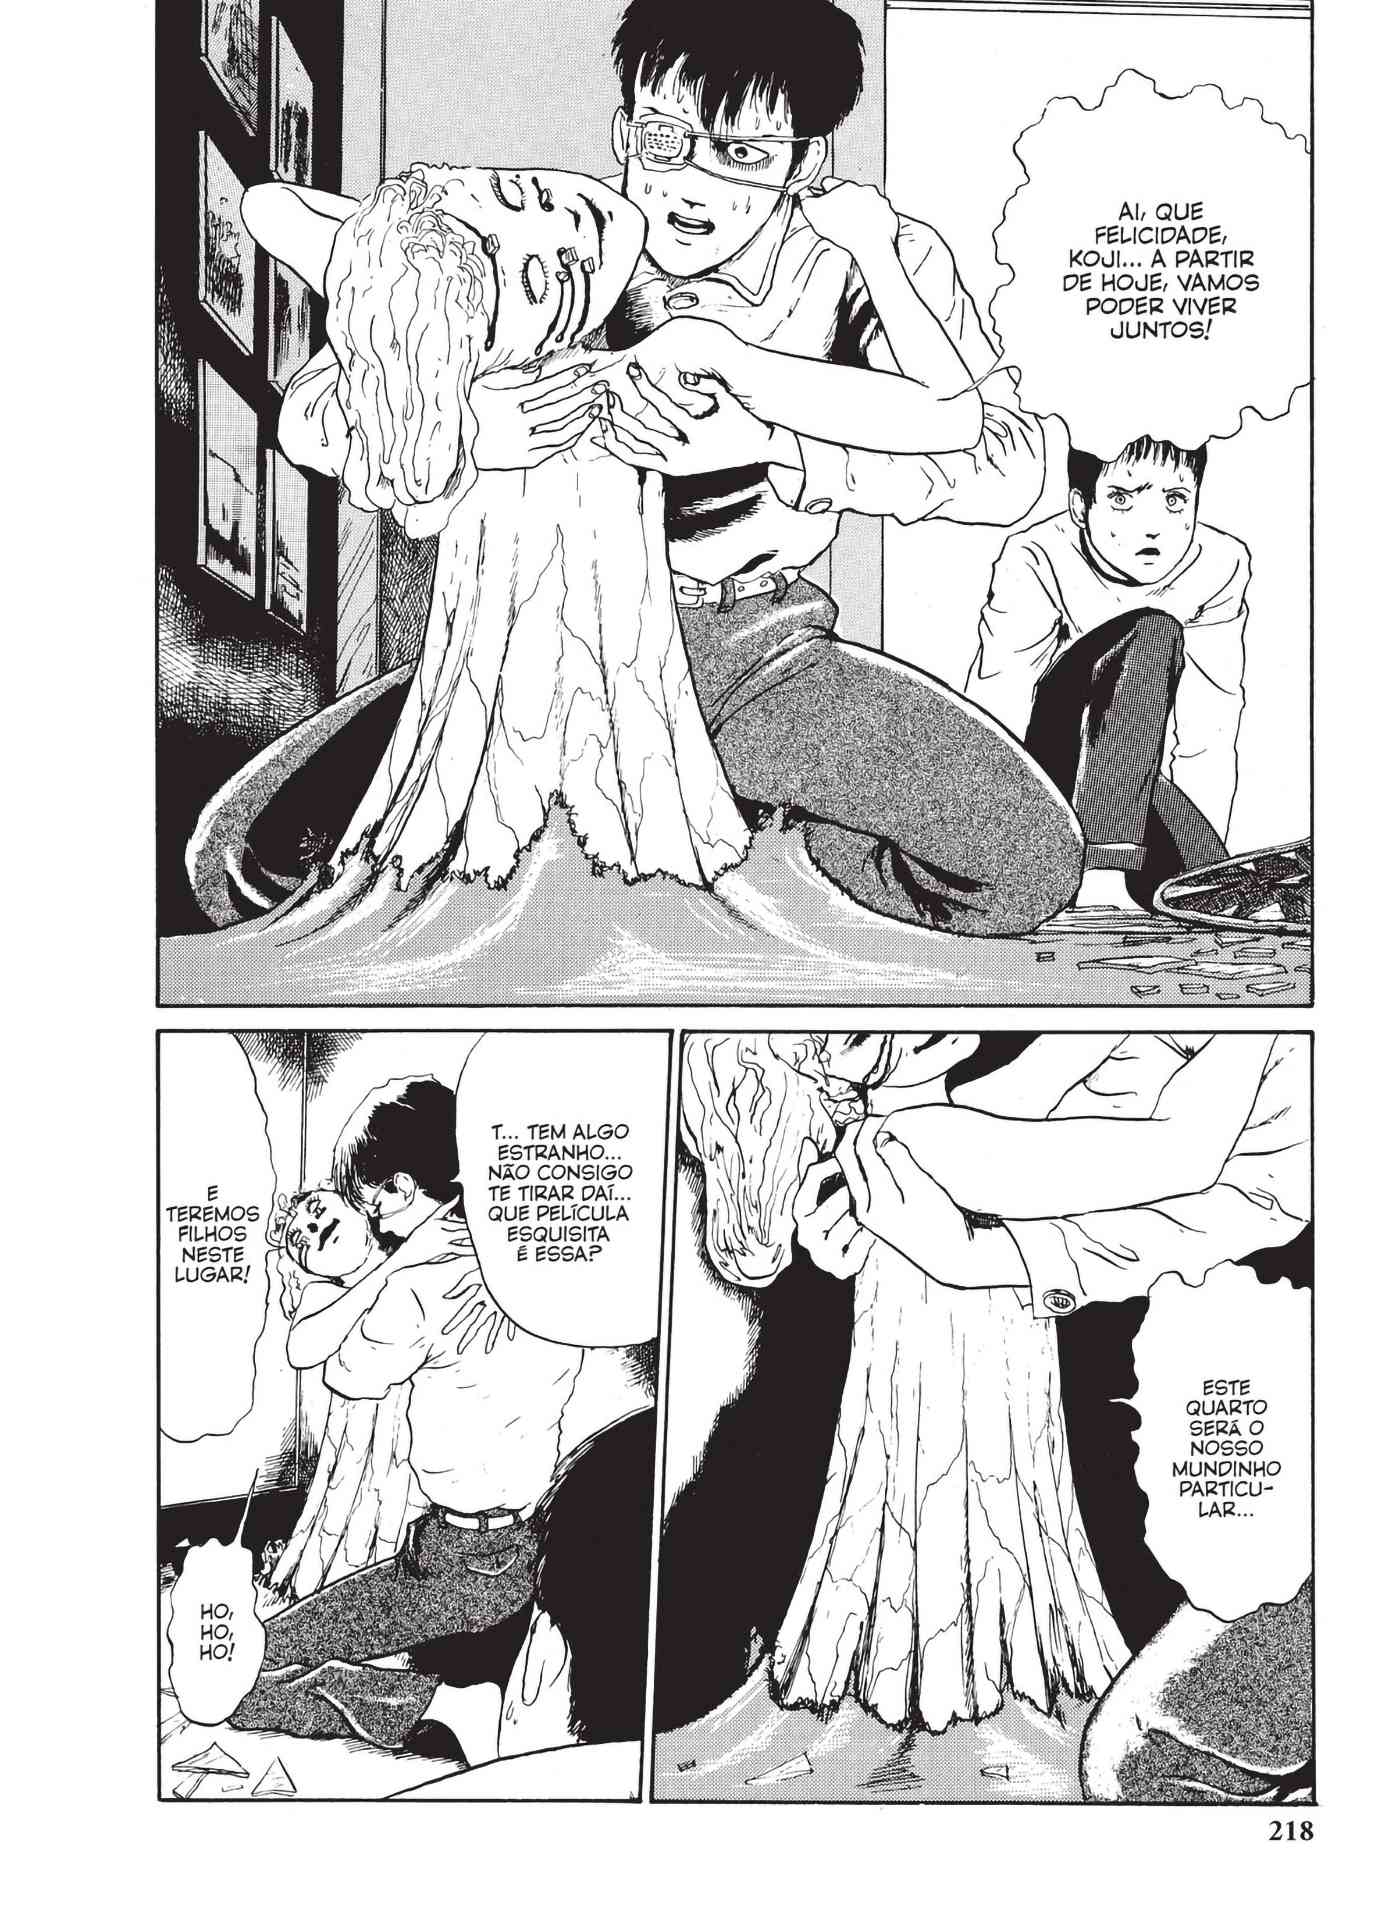 AI, QUE
FELICIDADE,
KOJI... A PARTIR
DE HOJE, VAMOS
PODER VIVER
JUNTOS!
ESTE
QUARTO
SERÁ O
NOSSO
MUNDINHO
PARTICU-
LAR...
T... TEM ALGO
ESTRANHO...
NÃO CONSIGO
TE TIRAR DAÍ...
QUE PELÍCULA
ESQUISITA
É ESSA?
E
TEREMOS
FILHOS
NESTE
LUGAR!
HO,
HO,
HO!
218